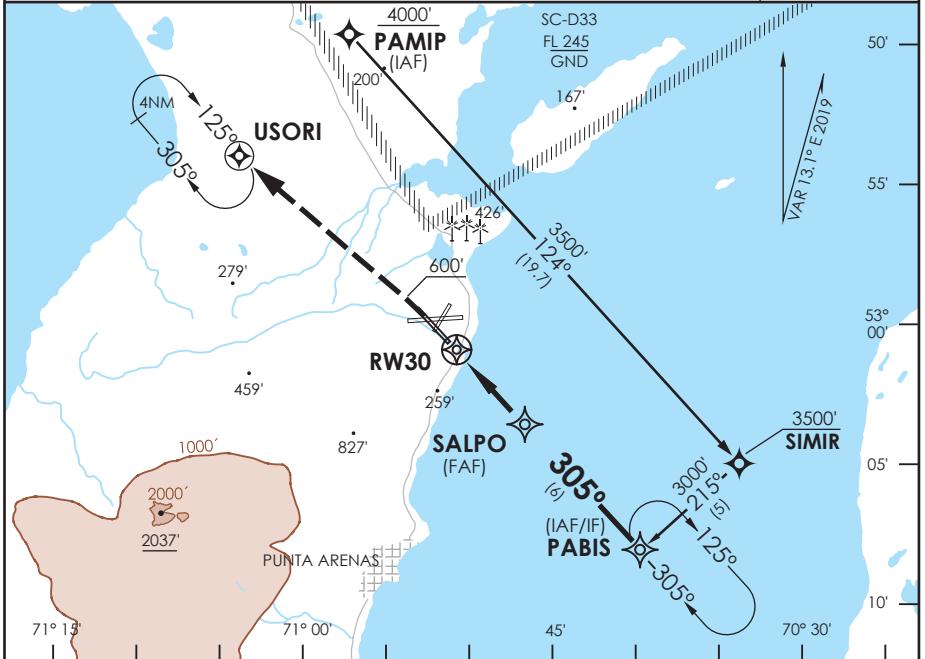 4000'
PAMIP
(IAF)
SC-D33
FL 245
GND
50'
200'
167'
4NM
125°
USORI
305°
VAR 13.1° E 2019
55'
426'
3500'
124°
(19.7)
279'
600'
53°
00'
RW30
459'
259'
3500'
SIMIR
827'
SALPO
(FAF)
1000´
05'
305°
(6)
3000'
215°
(5)
2000´
2037'
(IAF/IF)
PABIS
125°
PUNTA ARENAS
305°
10'
71° 15'
71° 00'
45'
70° 30'